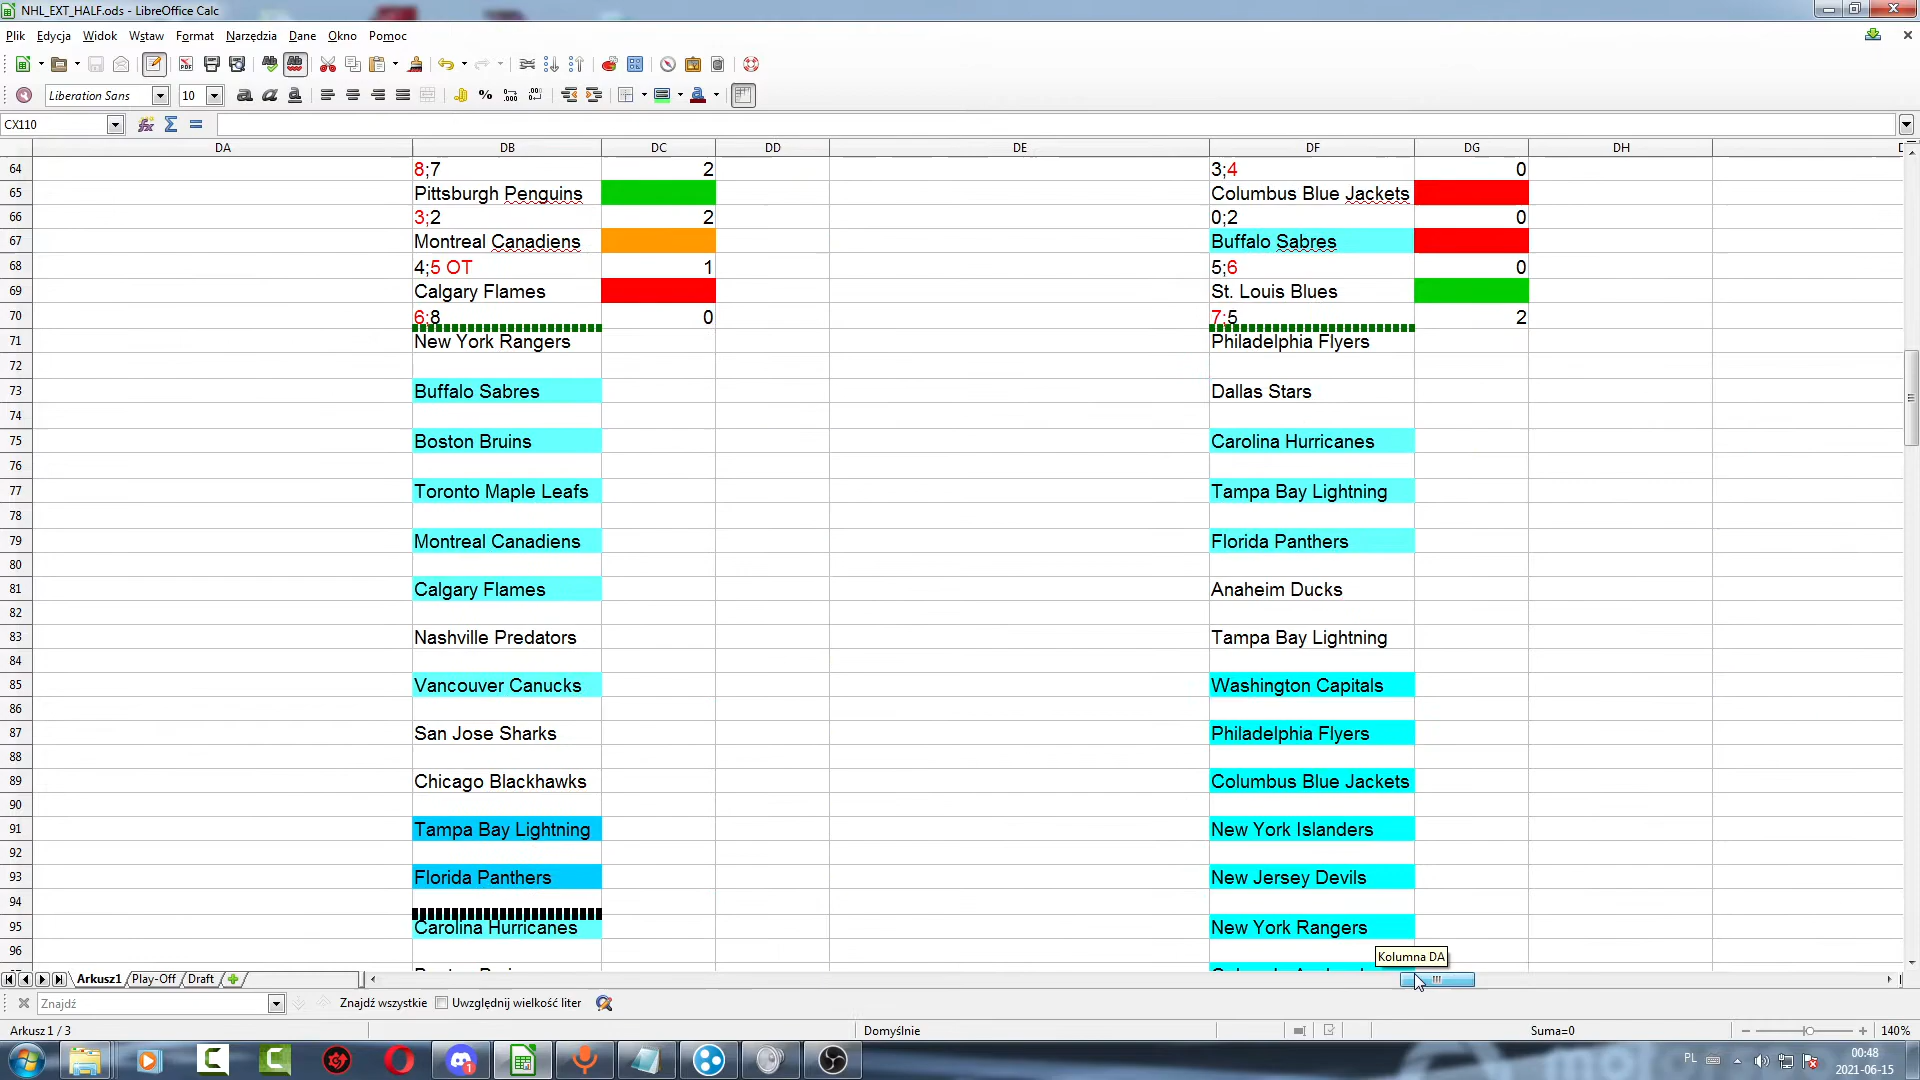 NHL_EXT_HALF.ods - LibreOffice Calc
Plik Edycja Widok Wstaw Format Narzędzia Dane Okno Pomoc
Liberation Sans 10
CX110
DA DB DC DD DE DF DG DH
64 8;7 2 3;4 0
65 Pittsburgh Penguins Columbus Blue Jackets
66 3;2 2 0;2 0
67 Montreal Canadiens Buffalo Sabres
68 4;5 OT 1 5;6 0
69 Calgary Flames St. Louis Blues
70 6;8 0 7;5 2
71 New York Rangers Philadelphia Flyers
72
73 Buffalo Sabres Dallas Stars
74
75 Boston Bruins Carolina Hurricanes
76
77 Toronto Maple Leafs Tampa Bay Lightning
78
79 Montreal Canadiens Florida Panthers
80
81 Calgary Flames Anaheim Ducks
82
83 Nashville Predators Tampa Bay Lightning
84
85 Vancouver Canucks Washington Capitals
86
87 San Jose Sharks Philadelphia Flyers
88
89 Chicago Blackhawks Columbus Blue Jackets
90
91 Tampa Bay Lightning New York Islanders
92
93 Florida Panthers New Jersey Devils
94
95 Carolina Hurricanes New York Rangers
96
Kolumna DA
Arkusz1 Play-Off Draft
Znajdź Znajdź wszystkie Uwzględnij wielkość liter
Arkusz 1 / 3 Domyślnie Suma=0 140%
PL 00:48
2021-06-15